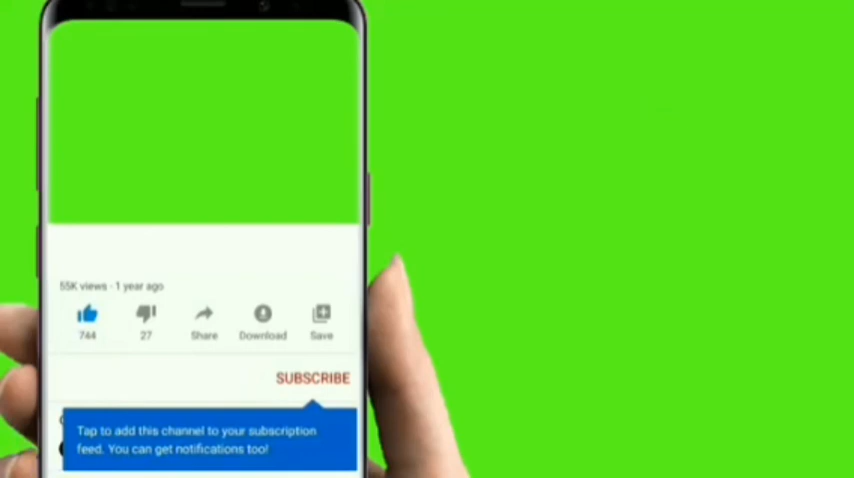 55K views · 1 year ago
744
27
Share
Download
Save
SUBSCRIBE
Tap to add this channel to your subscription
feed. You can get notifications too!